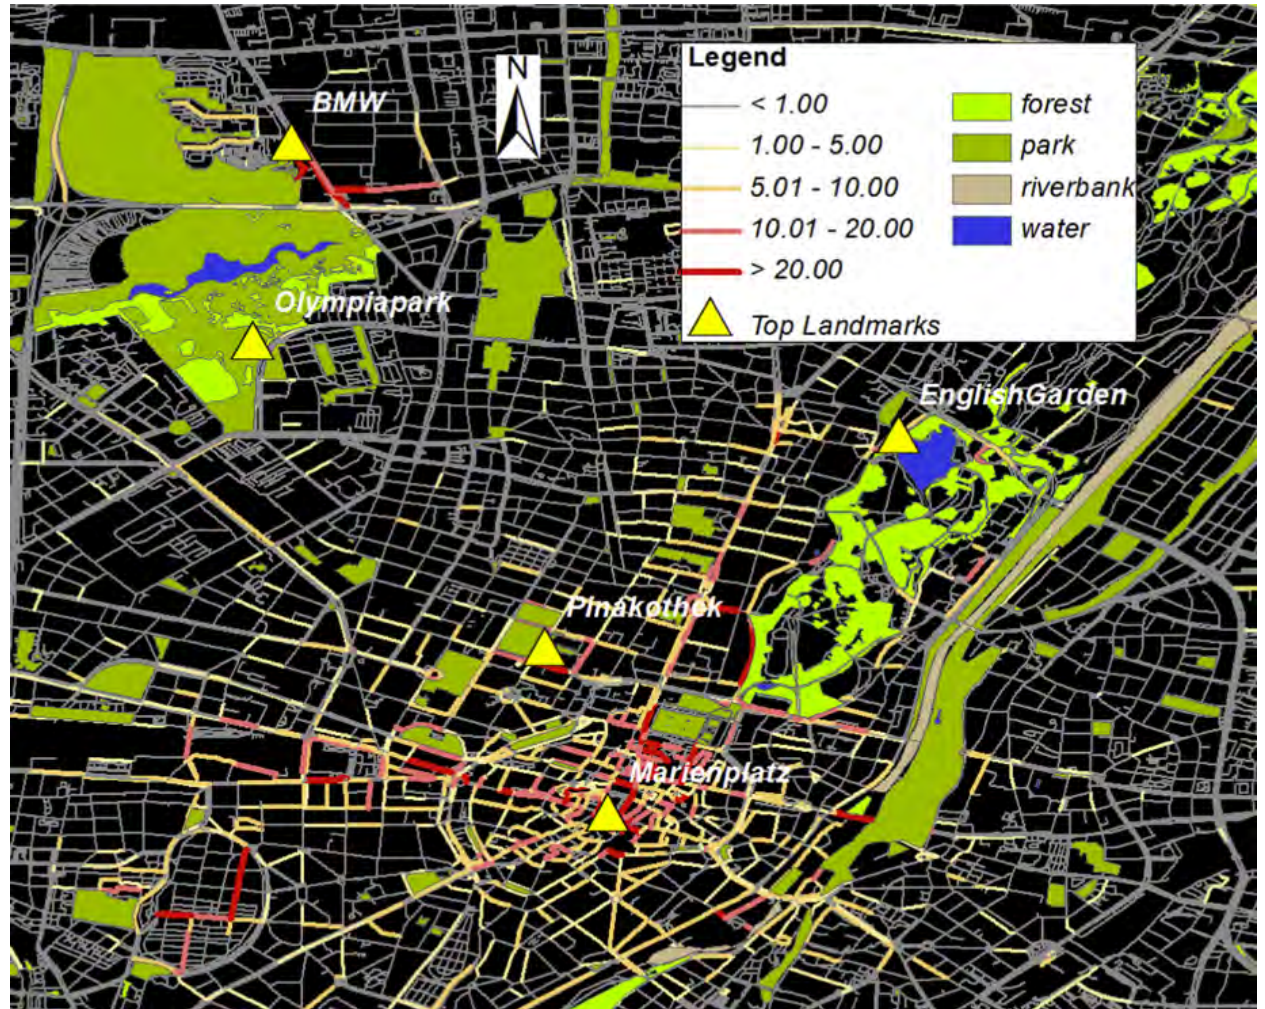 BMW
N
Legend
< 1.00
1.00 - 5.00
5.01 - 10.00
10.01 - 20.00
> 20.00
Top Landmarks
forest
park
riverbank
water
Olympiapark
EnglishGarden
Pinakothek
Marienplatz